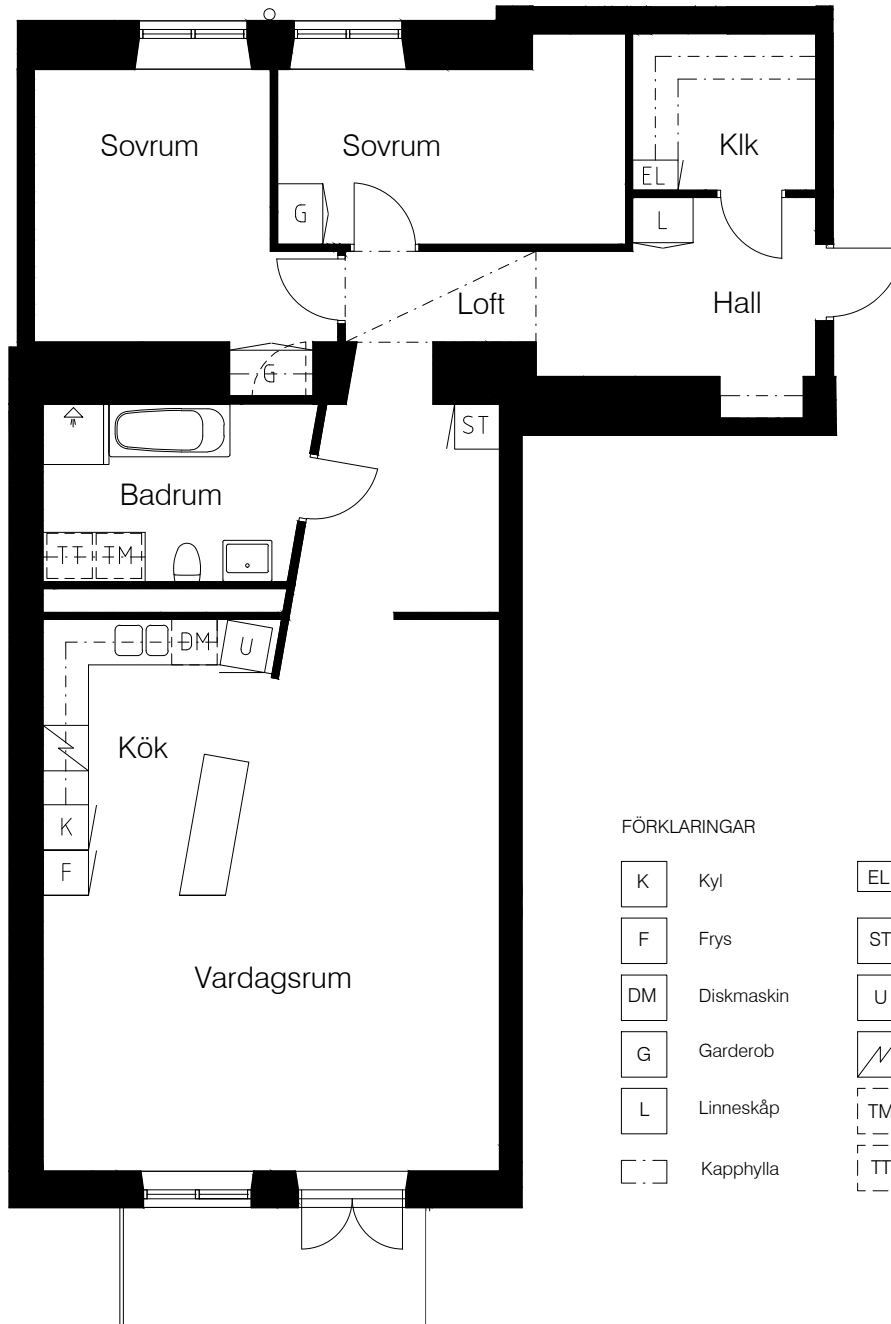 Sovrum
Sovrum
Klk
EL
G
L
Loft
Hall
G
ST
Badrum
TT TM
DM
U
Kök
K
F
Vardagsrum
FÖRKLARINGAR
K Kyl EL
F Frys ST
DM Diskmaskin U
G Garderob
L Linneskåp TM
Kapphylla TT